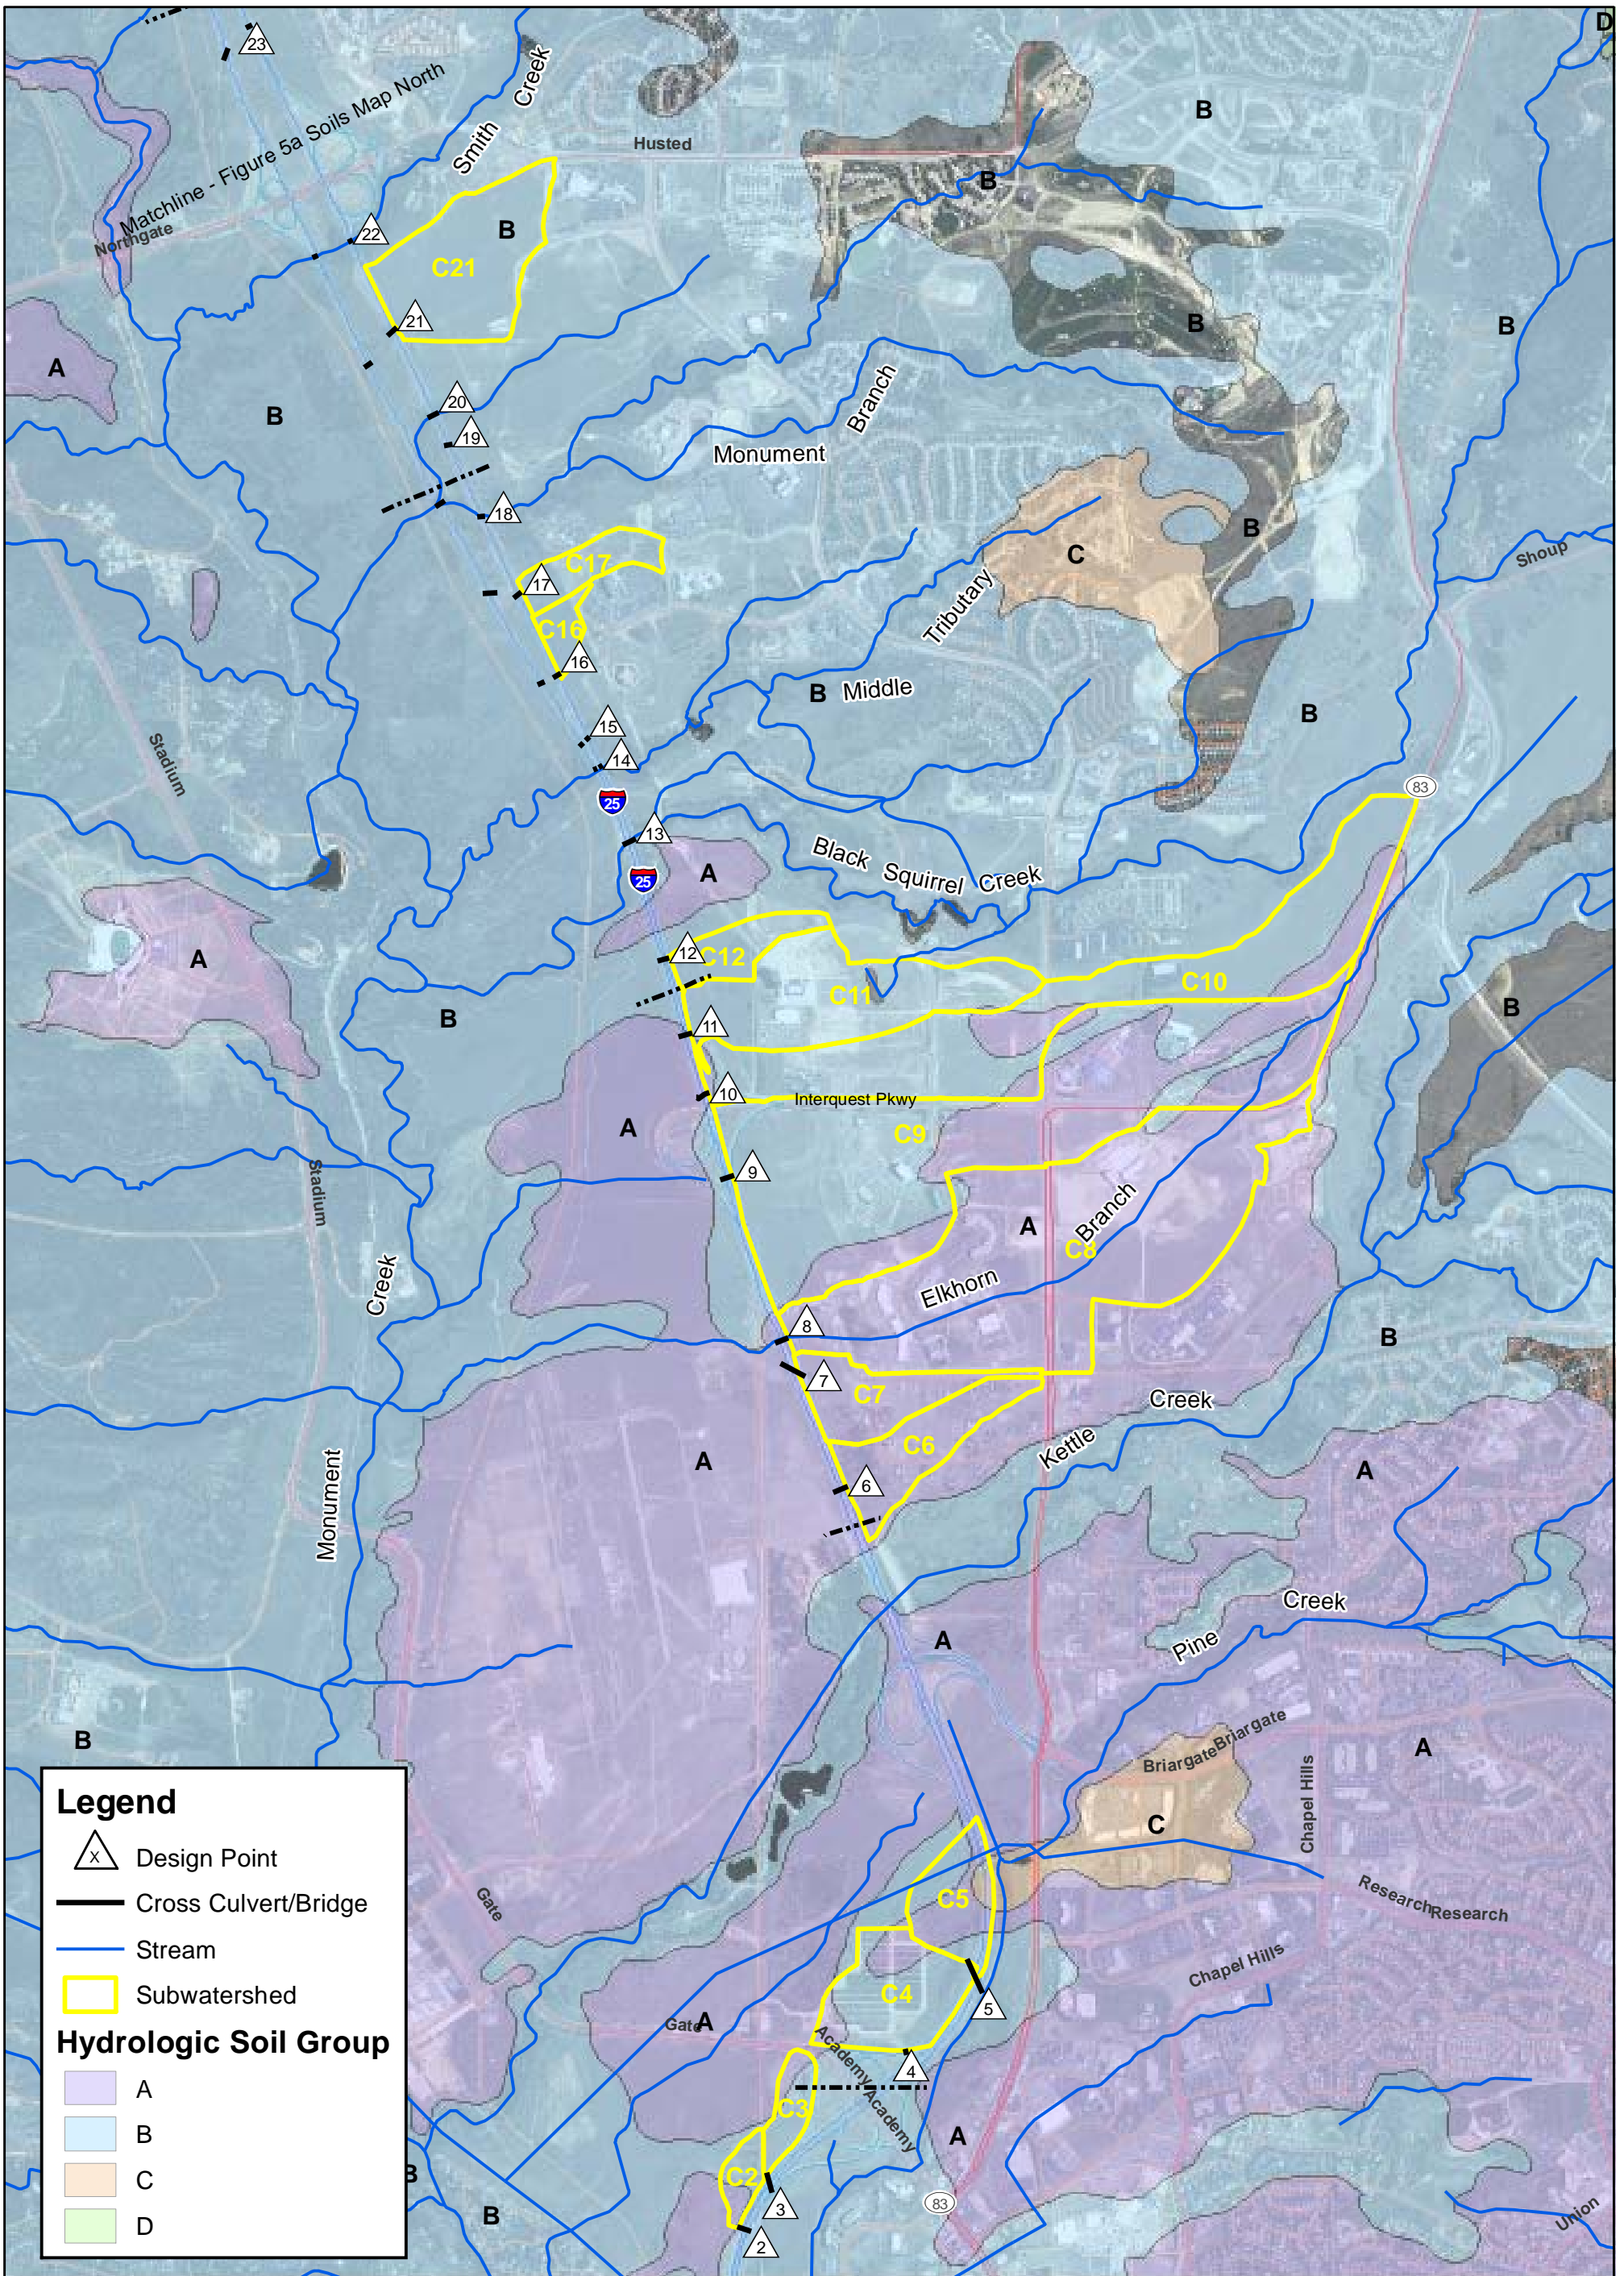 23
D
Matchline - Figure 5a Soils Map North
Smith Creek
Husted
B
B
Northgate
22
B
C21
21
A
B
B
B
20
19
Monument Branch
18
C17
17
C16
16
Tributary
C
B
Shoup
B Middle
B
15
14
25
83
Stadium
13
25
A
Black Squirrel Creek
A
12
C12
C11
C10
B
B
11
10
Interquest Pkwy
A
C9
9
Stadium
A
Branch
C8
Creek
Elkhorn
8
B
7
C7
Creek
Kettle
C6
A
A
6
Monument
Creek
Pine
A
B
Briargate
Briargate
A
Chapel Hills
C
Gate
C5
Research
Research
Chapel Hills
C4
5
Gate
A
Academy
Academy
4
C3
A
C2
B
3
83
B
2
Union
Legend
X Design Point
Cross Culvert/Bridge
Stream
Subwatershed
Hydrologic Soil Group
A
B
C
D